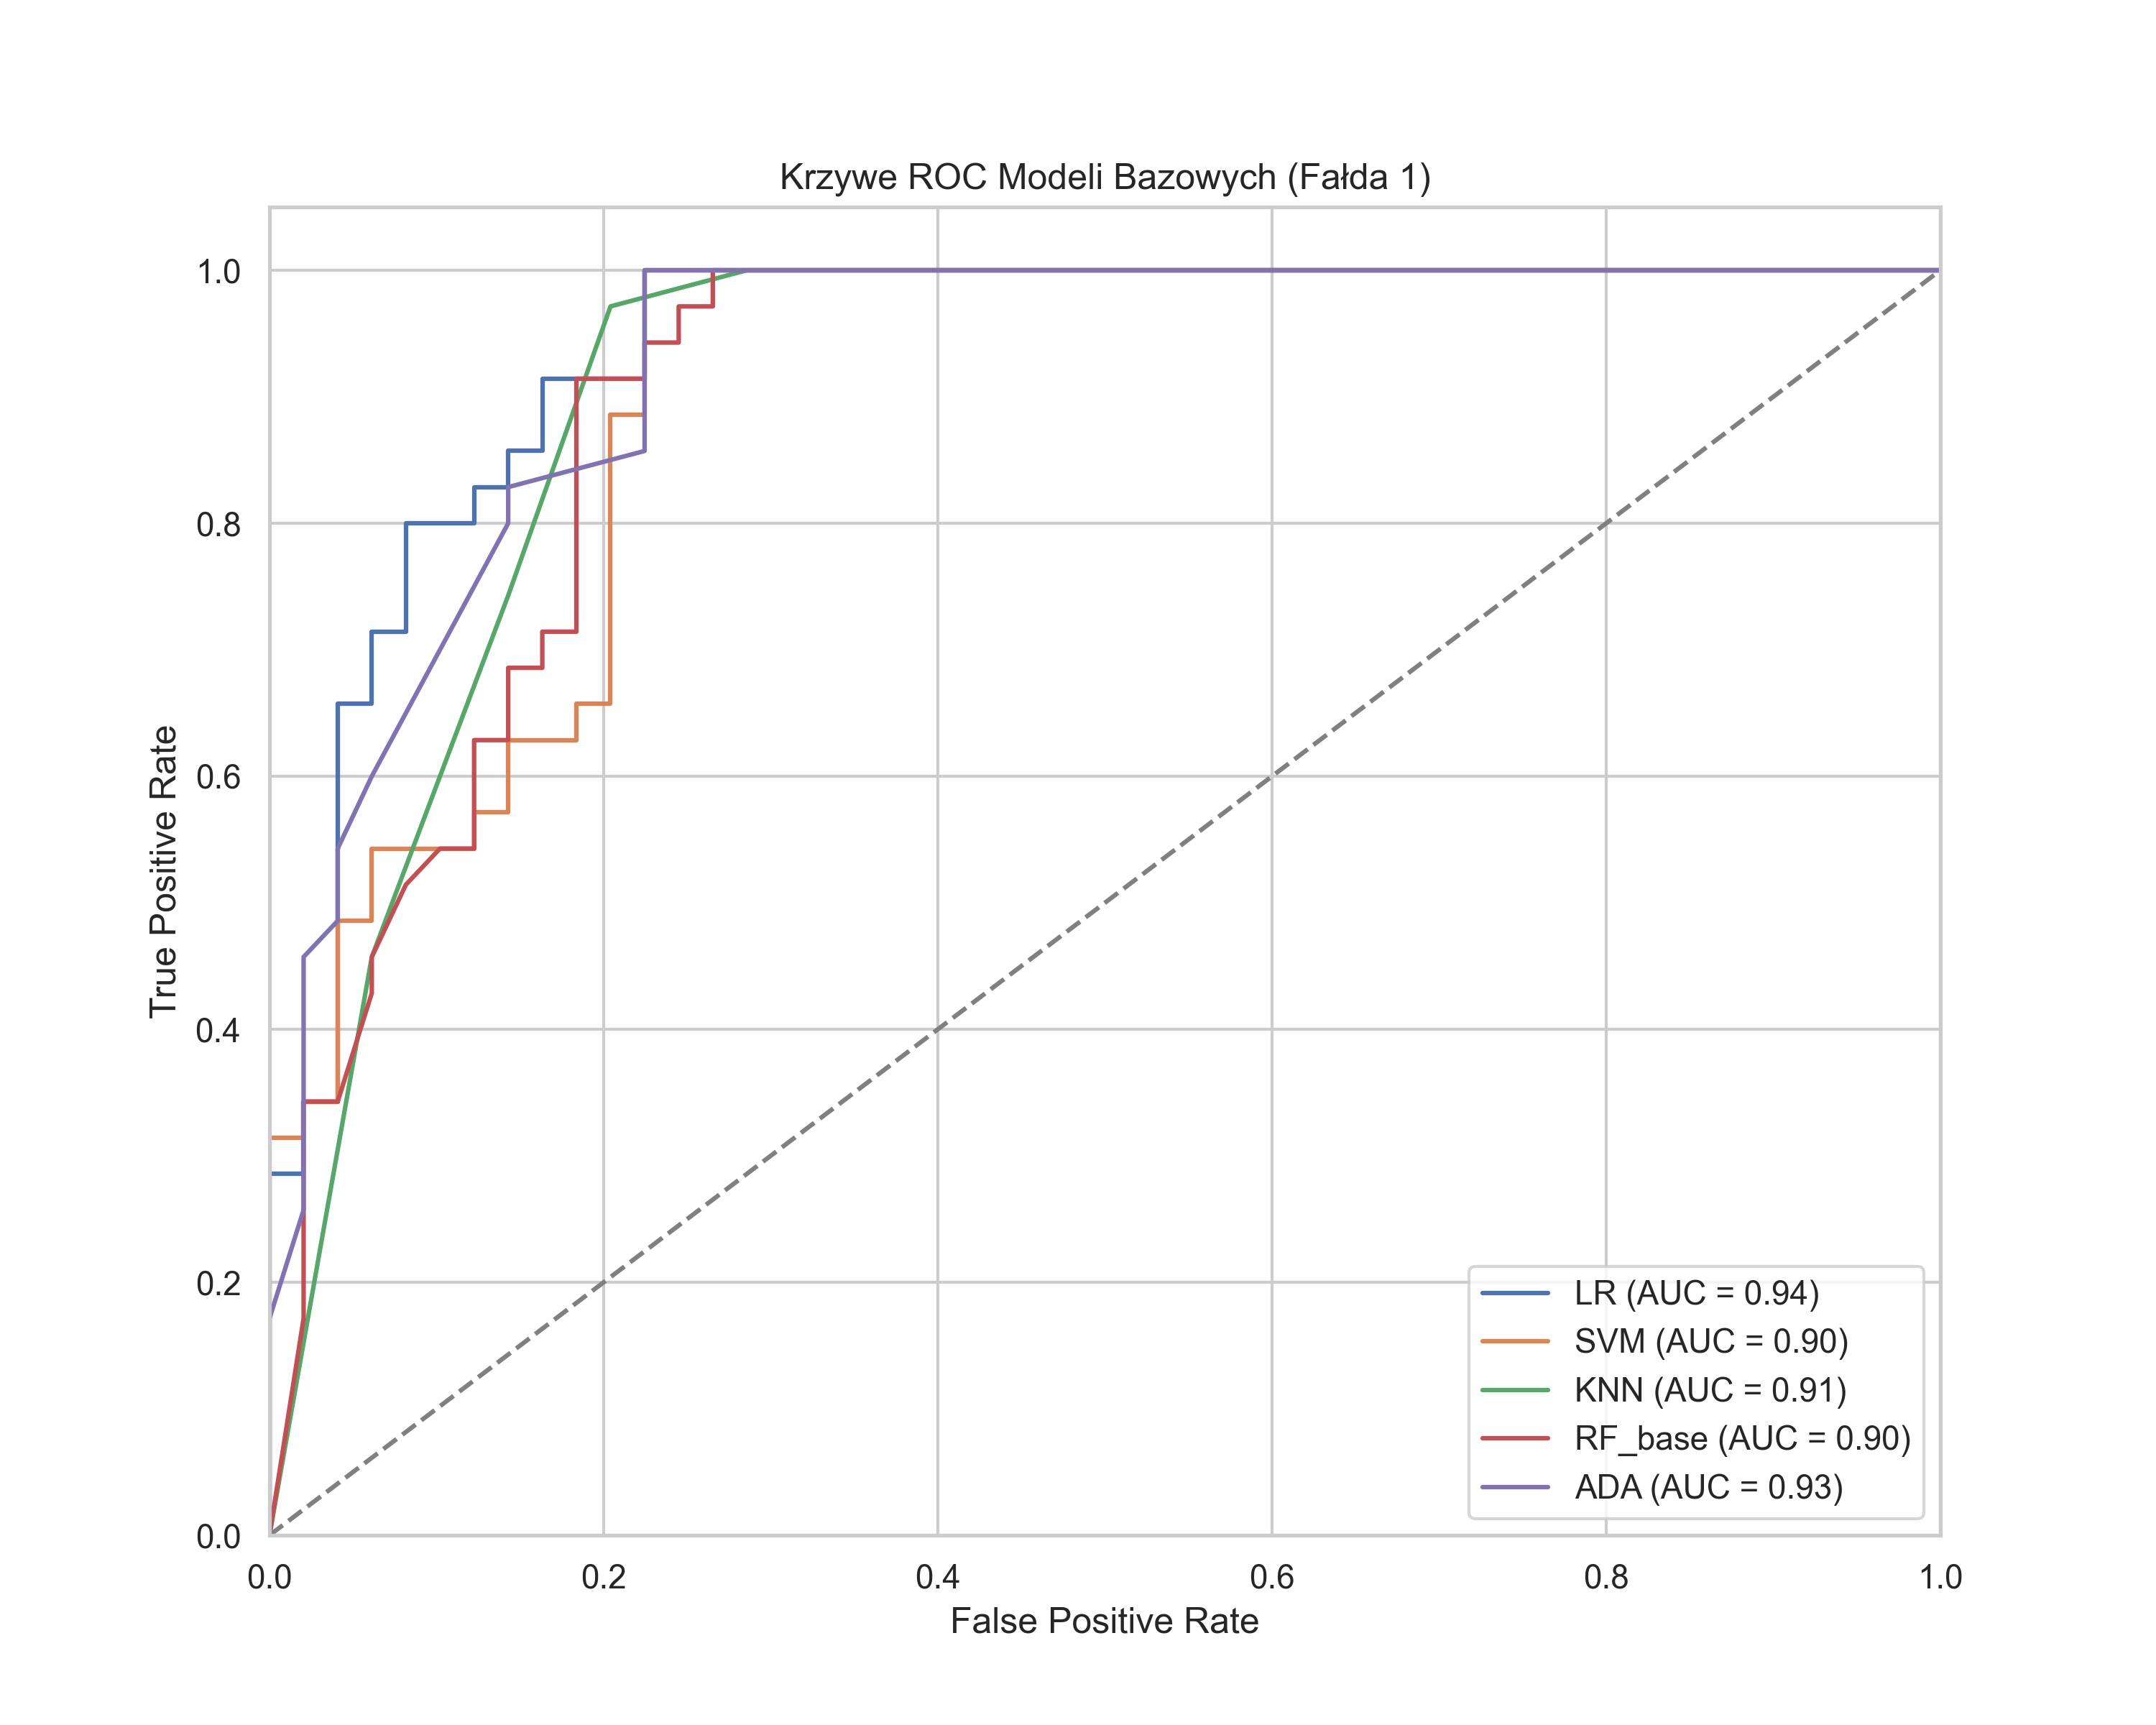 Krzywe ROC Modeli Bazowych (Fałda 1)
True Positive Rate
1.0
0.8
0.6
0.4
0.2
0.0
0.0 0.2 0.4 0.6 0.8 1.0
False Positive Rate
LR (AUC = 0.94)
SVM (AUC = 0.90)
KNN (AUC = 0.91)
RF_base (AUC = 0.90)
ADA (AUC = 0.93)